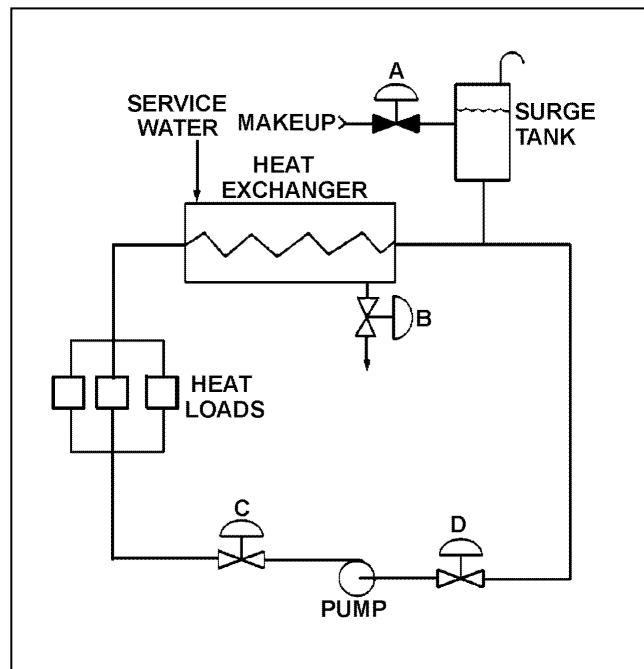 A
SERVICE
WATER
MAKEUP
SURGE
TANK
HEAT
EXCHANGER
B
HEAT
LOADS
C
D
PUMP